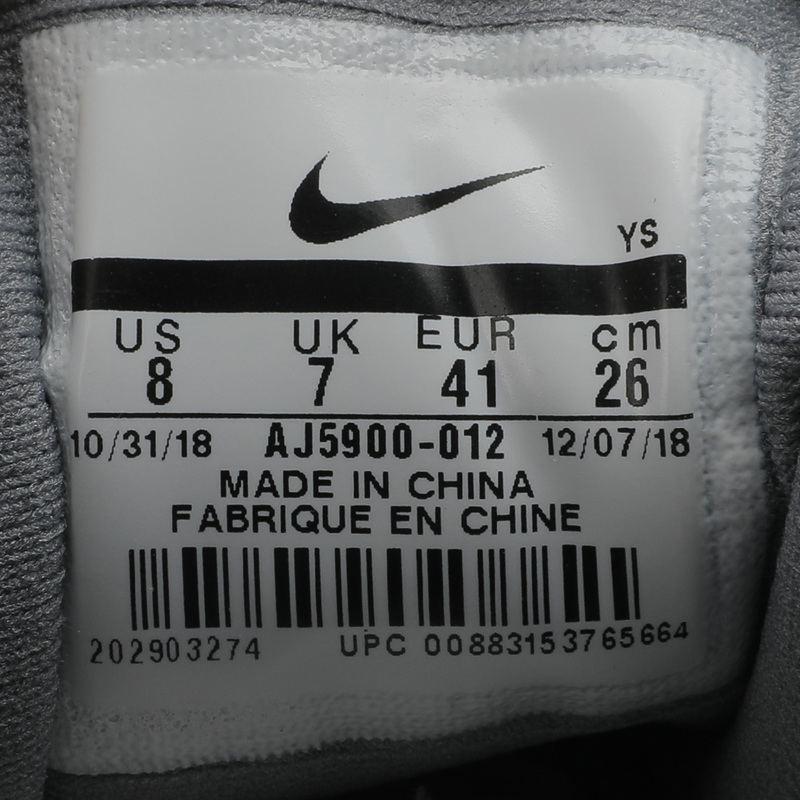 YS
US UK EUR cm
8 7 41 26
10/31/18 AJ5900-012 12/07/18
MADE IN CHINA
FABRIQUE EN CHINE
202903274 UPC 00883153765664